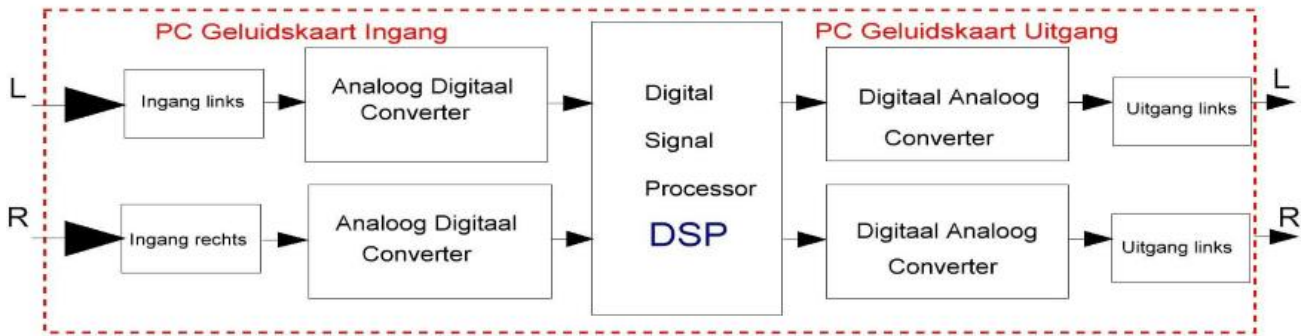 PC Geluidskaart Ingang
PC Geluidskaart Uitgang
L
Ingang links
Analoog Digitaal
Converter
Digital
Signal
Processor
DSP
Digitaal Analoog
Converter
Uitgang links
L
R
Ingang rechts
Analoog Digitaal
Converter
Digitaal Analoog
Converter
Uitgang links
R